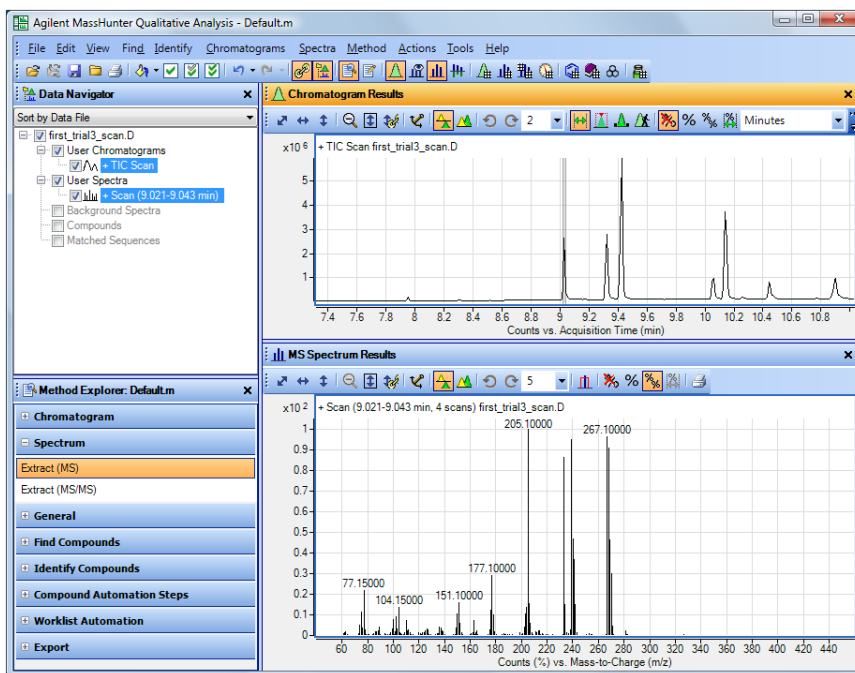 Agilent MassHunter Qualitative Analysis - Default.m
File Edit View Find Identify Chromatograms Spectra Method Actions Tools Help
Data Navigator
Sort by Data File
first_trial3_scan.D
User Chromatograms
+ TIC Scan
User Spectra
+ Scan (9.021-9.043 min)
Background Spectra
Compounds
Matched Sequences
Method Explorer: Default.m
Chromatogram
Spectrum
Extract (MS)
Extract (MS/MS)
General
Find Compounds
Identify Compounds
Compound Automation Steps
Worklist Automation
Export
Chromatogram Results
2 % Minutes
x10 6 + TIC Scan first_trial3_scan.D
5
4
3
2
1
7.4 7.6 7.8 8 8.2 8.4 8.6 8.8 9 9.2 9.4 9.6 9.8 10 10.2 10.4 10.6 10.8
Counts vs. Acquisition Time (min)
MS Spectrum Results
5 %
x10 2 + Scan (9.021-9.043 min, 4 scans) first_trial3_scan.D
205.10000 267.10000
1
0.9
0.8
0.7
0.6
0.5
0.4
177.10000
0.3
77.15000
0.2
104.15000 151.10000
0.1
0
60 80 100 120 140 160 180 200 220 240 260 280 300 320 340 360 380 400 420 440
Counts (%) vs. Mass-to-Charge (m/z)